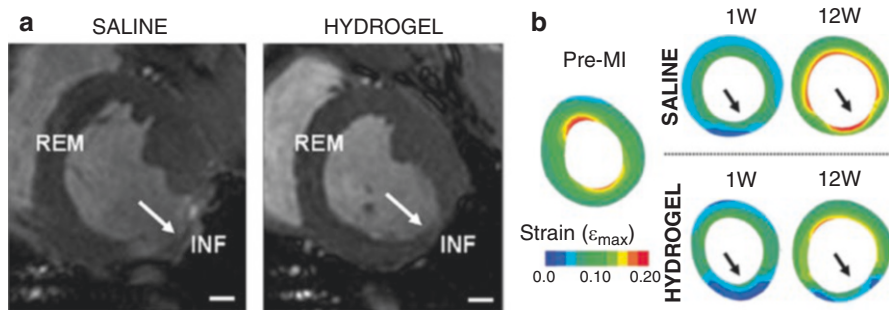 a
SALINE
HYDROGEL
REM
INF
REM
INF
b
Pre-MI
Strain (εmax)
0.0 0.10 0.20
1W 12W
SALINE
1W 12W
HYDROGEL